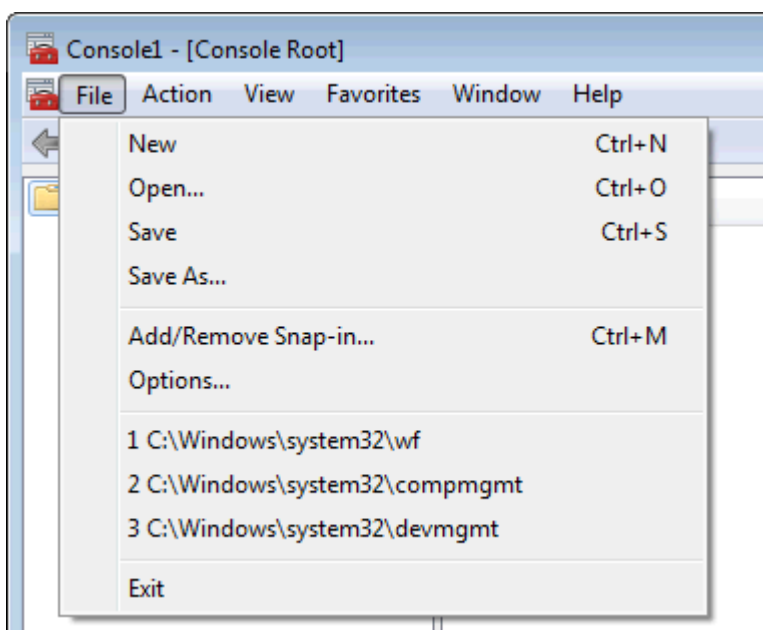 Console1 - [Console Root]
File Action View Favorites Window Help
New Ctrl+N
Open... Ctrl+O
Save Ctrl+S
Save As...
Add/Remove Snap-in... Ctrl+M
Options...
1 C:\Windows\system32\wf
2 C:\Windows\system32\compmgmt
3 C:\Windows\system32\devmgmt
Exit